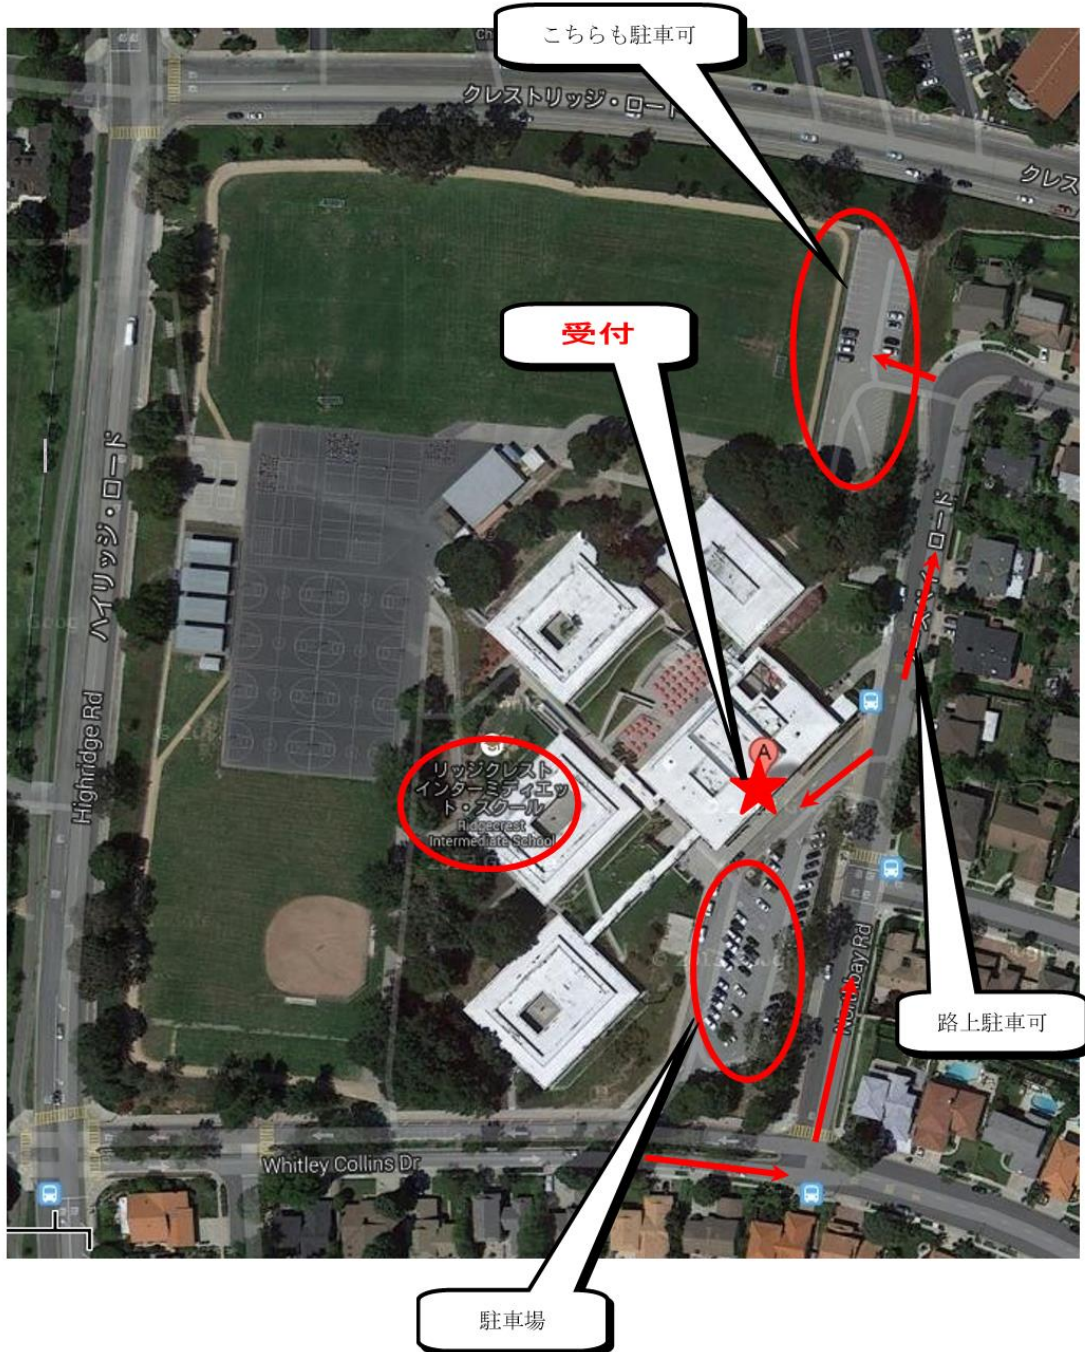 こちらも駐車可
クレストリッジ・ロード
クレス
受付
ハイリッジ・ロード
Highridge Rd
ロード
A
リッジクレスト
インターミディエッ
ト・スクール
Ridgecrest
Intermediate School
路上駐車可
Whitley Collins Dr
駐車場